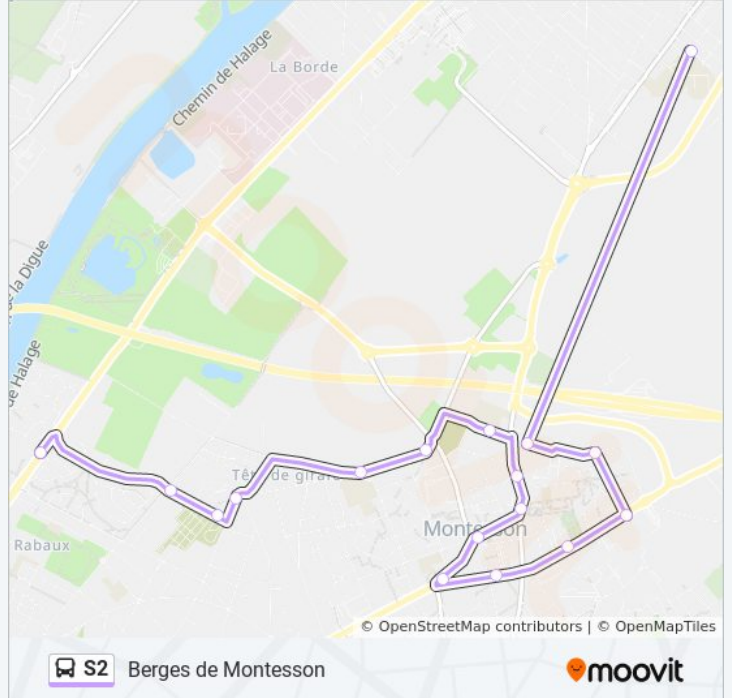 La Borde
Chemin de Halage
de la Digue
de Halage
Rabaux
© OpenStreetMap contributors | © OpenMapTiles
S2 Berges de Montesson
moovit